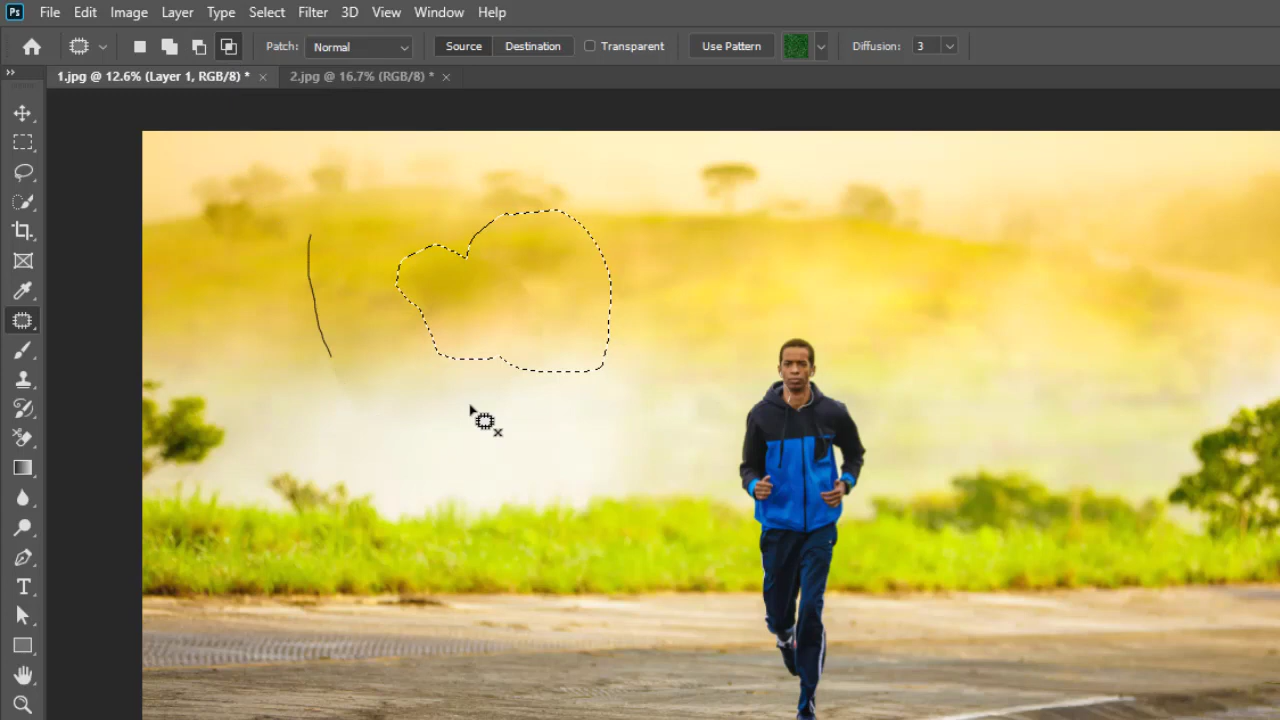 Ps File Edit Image Layer Type Select Filter 3D View Window Help
Patch: Normal Source Destination Transparent Use Pattern Diffusion: 3
1.jpg @ 12.6% (Layer 1, RGB/8) * × 2.jpg @ 16.7% (RGB/8) * ×
T